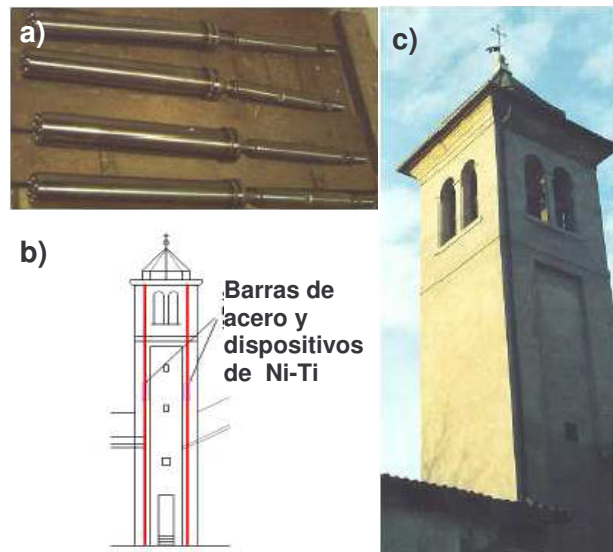 a)
c)
b)
Barras de
acero y
dispositivos
de Ni-Ti